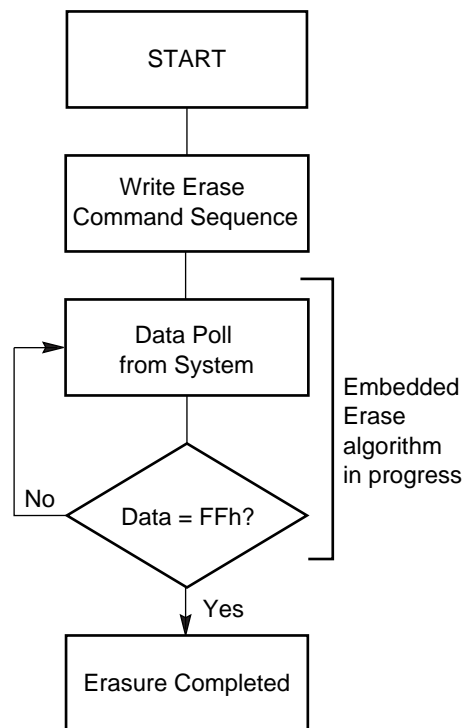 START
Write Erase
Command Sequence
Data Poll
from System
Embedded
Erase
algorithm
in progress
No
Data = FFh?
Yes
Erasure Completed